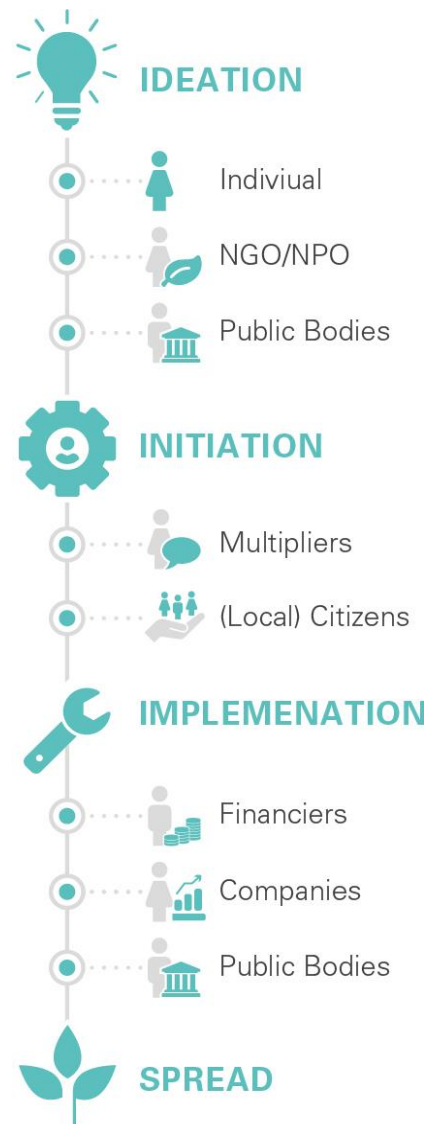 IDEATION
Indiviual
NGO/NPO
Public Bodies
INITIATION
Multipliers
(Local) Citizens
IMPLEMENATION
Financiers
Companies
Public Bodies
SPREAD